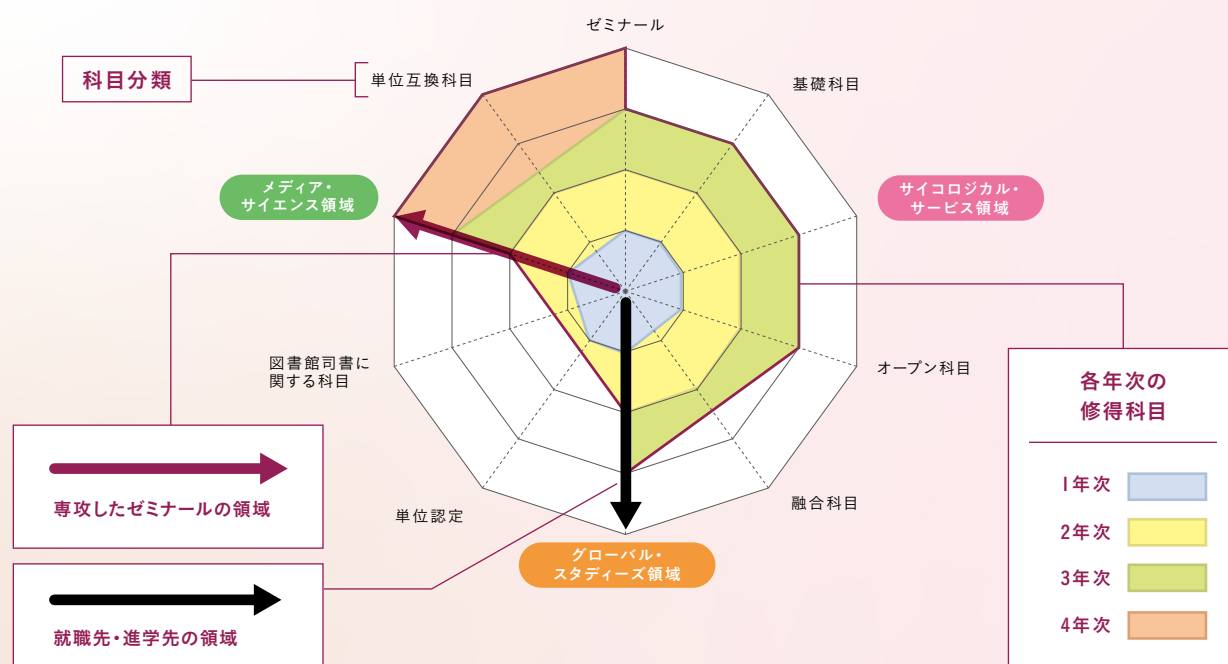 ゼミナール
科目分類
単位互換科目
基礎科目
メディア・
サイエンス領域
サイコロジカル・
サービス領域
図書館司書に
関する科目
オープン科目
各年次の
修得科目
専攻したゼミナールの領域
1年次
単位認定
融合科目
2年次
グローバル・
スタディーズ領域
3年次
就職先・進学先の領域
4年次